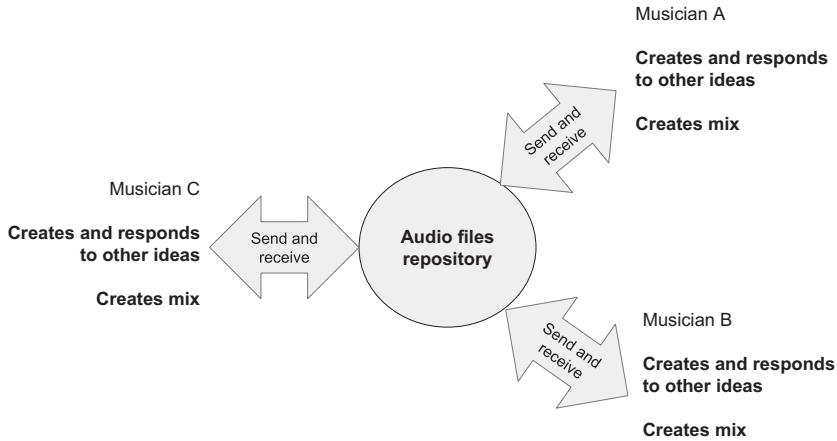 Musician A
Creates and responds
to other ideas
Creates mix
Send and
receive
Musician C
Creates and responds
to other ideas
Creates mix
Send and
receive
Audio files
repository
Send and
receive
Musician B
Creates and responds
to other ideas
Creates mix